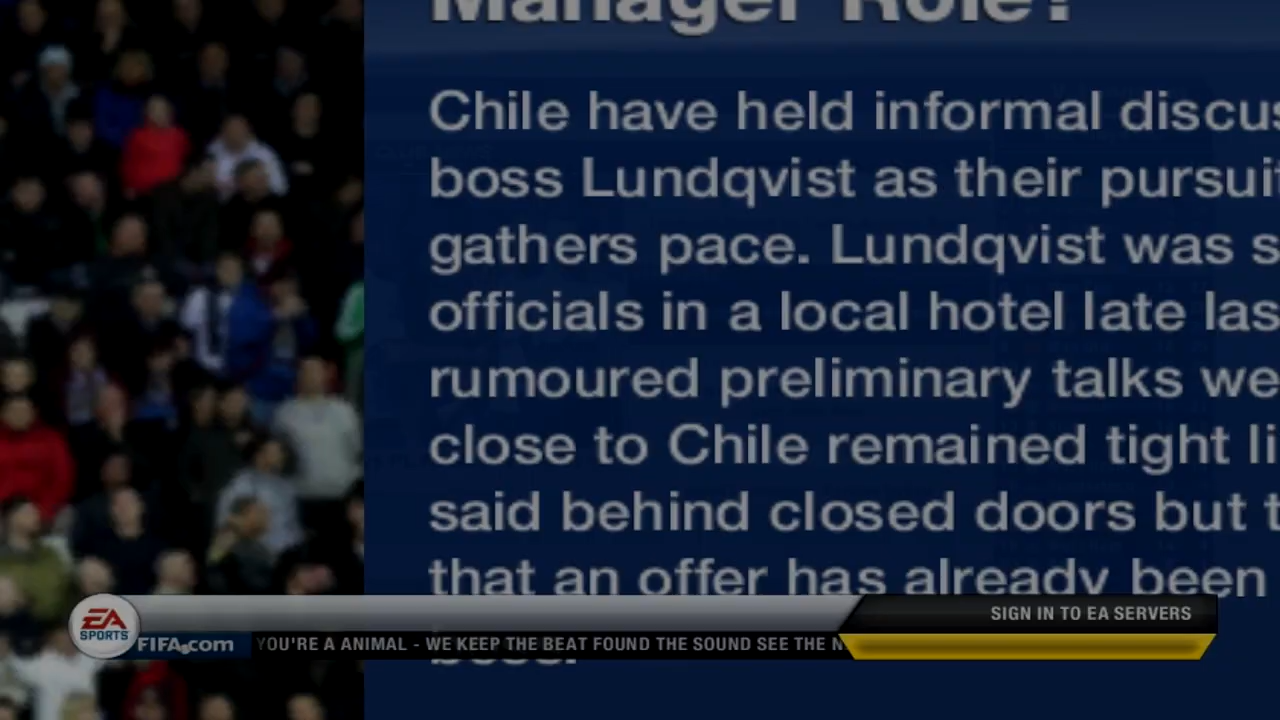 Manager Role?
Chile have held informal discus
boss Lundqvist as their pursuit
gathers pace. Lundqvist was s
officials in a local hotel late las
rumoured preliminary talks we
close to Chile remained tight li
said behind closed doors but t
that an offer has already been
boss.
SIGN IN TO EA SERVERS
EA SPORTS
FIFA.com YOU'RE A ANIMAL - WE KEEP THE BEAT FOUND THE SOUND SEE THE N